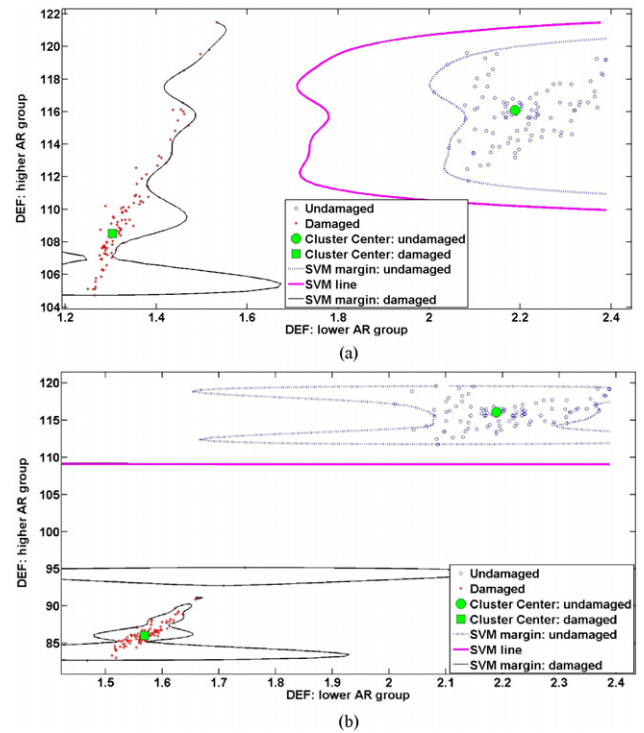 122
120
118
116
114
112
110
108
106
104
DEF: higher AR group
Undamaged
Damaged
Cluster Center: undamaged
Cluster Center: damaged
SVM margin: undamaged
SVM line
SVM margin: damaged
1.2 1.4 1.6 1.8 2 2.2 2.4
DEF: lower AR group
(a)
120
115
110
105
100
95
90
85
DEF: higher AR group
Undamaged
Damaged
Cluster Center: undamaged
Cluster Center: damaged
SVM margin: undamaged
SVM line
SVM margin: damaged
1.5 1.6 1.7 1.8 1.9 2 2.1 2.2 2.3 2.4
DEF: lower AR group
(b)